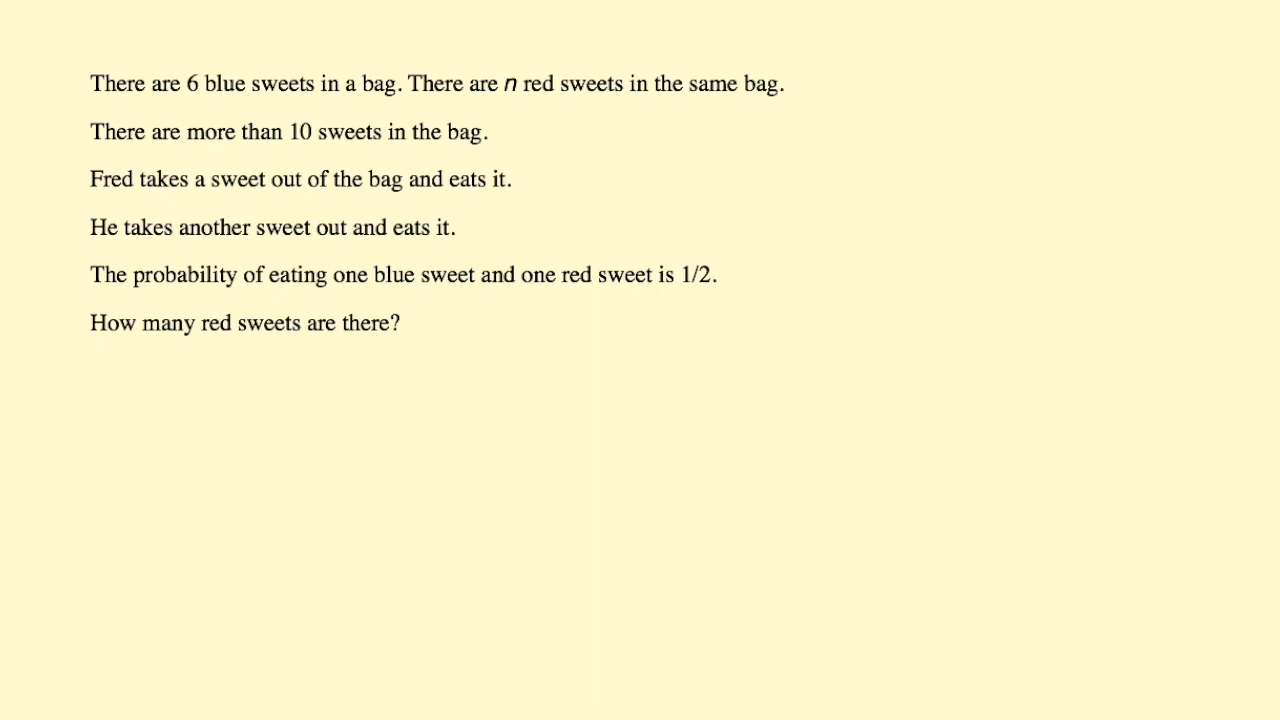 There are 6 blue sweets in a bag. There are n red sweets in the same bag.
There are more than 10 sweets in the bag.
Fred takes a sweet out of the bag and eats it.
He takes another sweet out and eats it.
The probability of eating one blue sweet and one red sweet is 1/2.
How many red sweets are there?